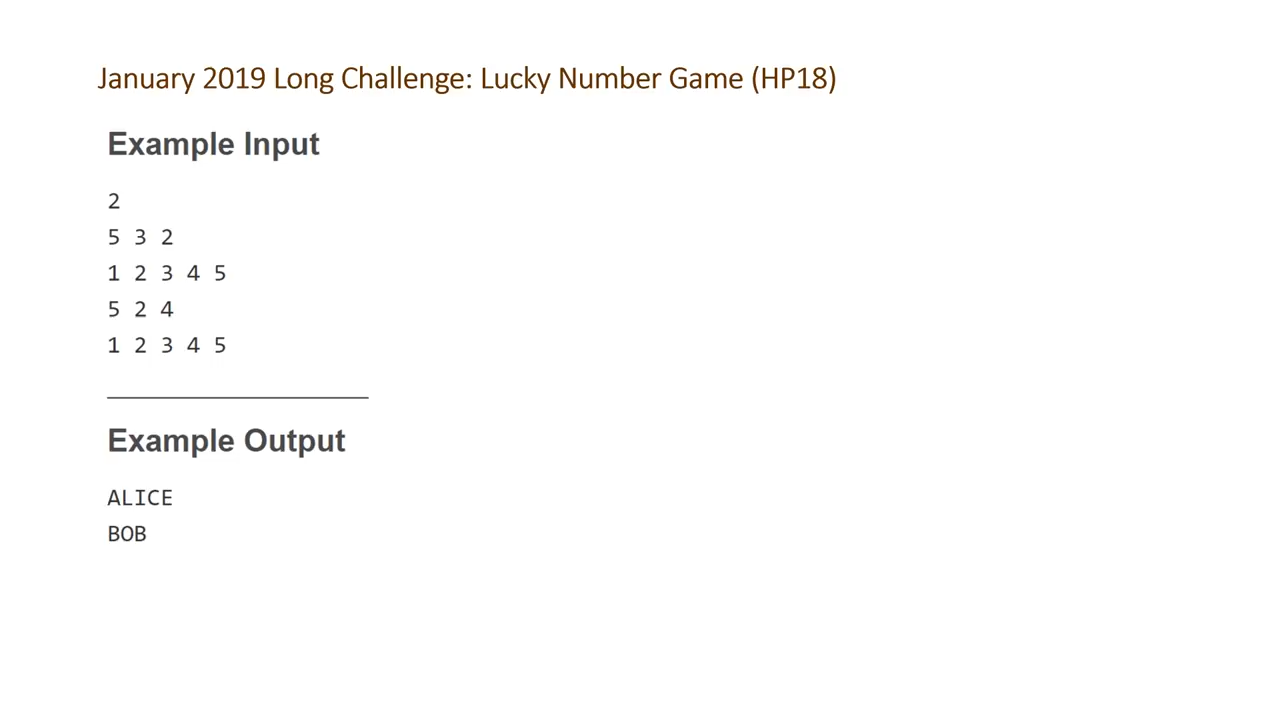 January 2019 Long Challenge: Lucky Number Game (HP18)
Example Input
2
5 3 2
1 2 3 4 5
5 2 4
1 2 3 4 5
Example Output
ALICE
BOB